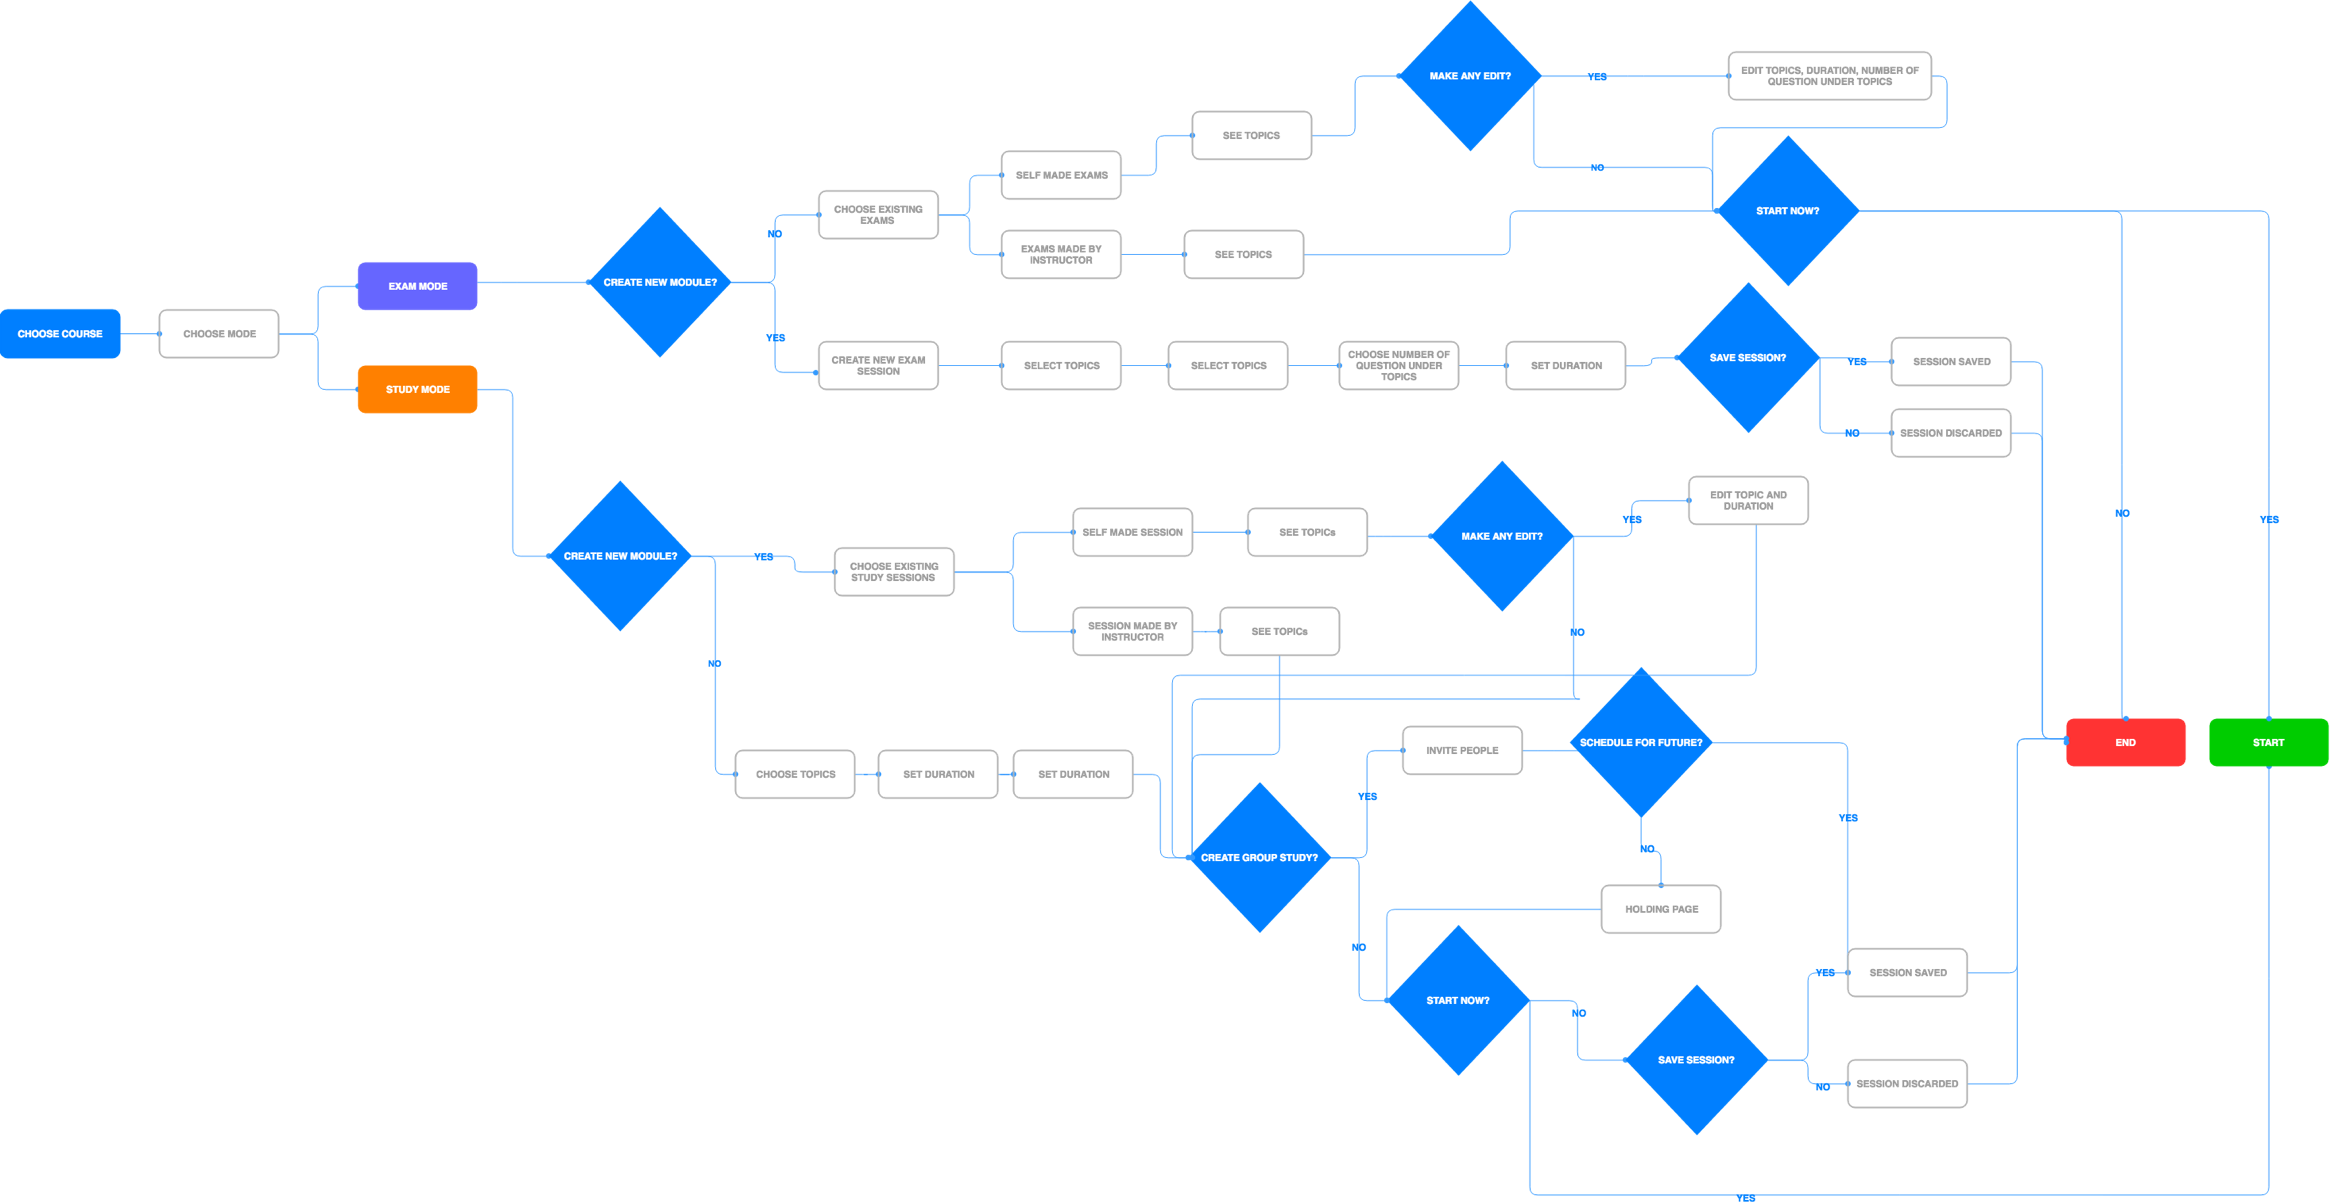 MAKE ANY EDIT?
YES
EDIT TOPICS, DURATION, NUMBER OF
QUESTION UNDER TOPICS
SEE TOPICS
NO
SELF MADE EXAMS
CHOOSE EXISTING
EXAMS
START NOW?
NO
EXAMS MADE BY
INSTRUCTOR
SEE TOPICS
EXAM MODE
CREATE NEW MODULE?
CHOOSE COURSE
CHOOSE MODE
YES
STUDY MODE
CREATE NEW EXAM
SESSION
SELECT TOPICS
SELECT TOPICS
CHOOSE NUMBER OF
QUESTION UNDER
TOPICS
SET DURATION
SAVE SESSION?
YES
SESSION SAVED
NO
SESSION DISCARDED
NO
YES
CREATE NEW MODULE?
YES
CHOOSE EXISTING
STUDY SESSIONS
SELF MADE SESSION
SEE TOPICs
MAKE ANY EDIT?
YES
EDIT TOPIC AND
DURATION
SESSION MADE BY
INSTRUCTOR
SEE TOPICs
NO
NO
CHOOSE TOPICS
SET DURATION
SET DURATION
CREATE GROUP STUDY?
YES
INVITE PEOPLE
SCHEDULE FOR FUTURE?
YES
NO
HOLDING PAGE
END
START
NO
START NOW?
NO
SAVE SESSION?
YES
SESSION SAVED
NO
SESSION DISCARDED
YES